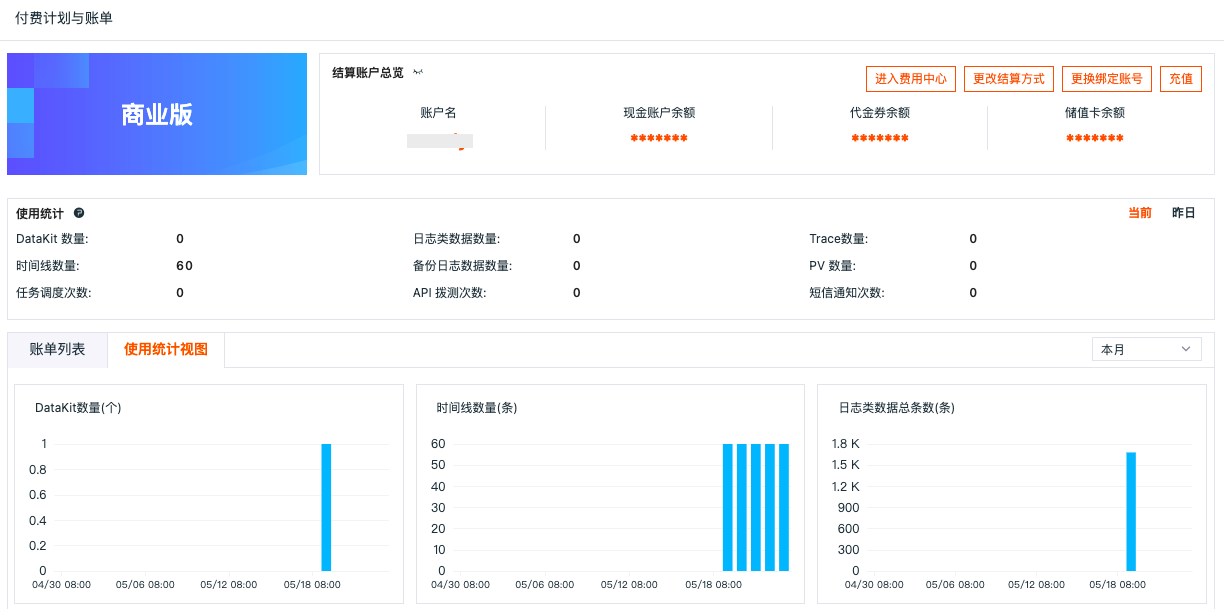 付费计划与账单
商业版
结算账户总览
进入费用中心 更改结算方式 更换绑定账号 充值
账户名 现金账户余额 代金券余额 储值卡余额
******* ******* *******
使用统计
当前 昨日
DataKit 数量: 0 日志类数据数量: 0 Trace数量: 0
时间线数量: 60 备份日志数据数量: 0 PV 数量: 0
任务调度次数: 0 API 拨测次数: 0 短信通知次数: 0
账单列表 使用统计视图 本月
DataKit数量(个)
1
0.8
0.6
0.4
0.2
0
04/30 08:00 05/06 08:00 05/12 08:00 05/18 08:00
时间线数量(条)
60
50
40
30
20
10
0
04/30 08:00 05/06 08:00 05/12 08:00 05/18 08:00
日志类数据总条数(条)
1.8 K
1.5 K
1.2 K
900
600
300
0
04/30 08:00 05/06 08:00 05/12 08:00 05/18 08:00